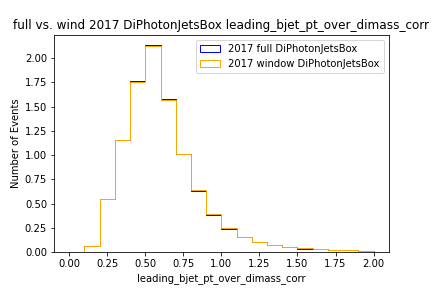 full vs. wind 2017 DiPhotonJetsBox leading_bjet_pt_over_dimass_corr
2017 full DiPhotonJetsBox
2017 window DiPhotonJetsBox
Number of Events
2.00
1.75
1.50
1.25
1.00
0.75
0.50
0.25
0.00
0.00 0.25 0.50 0.75 1.00 1.25 1.50 1.75 2.00
leading_bjet_pt_over_dimass_corr